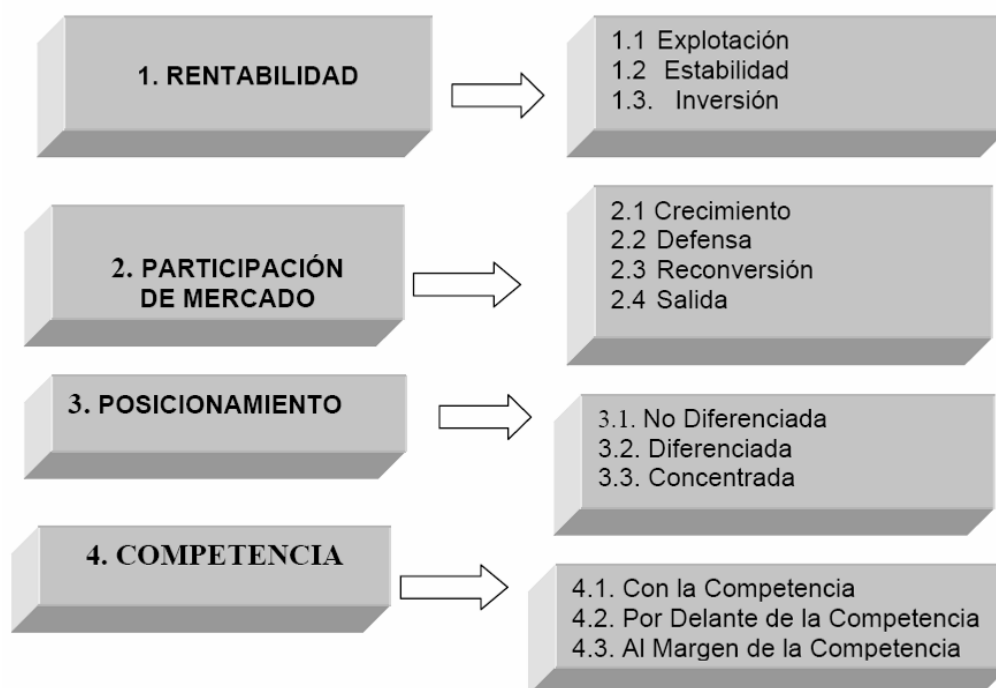 1. RENTABILIDAD
1.1 Explotación
1.2 Estabilidad
1.3. Inversión
2. PARTICIPACIÓN
DE MERCADO
2.1 Crecimiento
2.2 Defensa
2.3 Reconversión
2.4 Salida
3. POSICIONAMIENTO
3.1. No Diferenciada
3.2. Diferenciada
3.3. Concentrada
4. COMPETENCIA
4.1. Con la Competencia
4.2. Por Delante de la Competencia
4.3. Al Margen de la Competencia